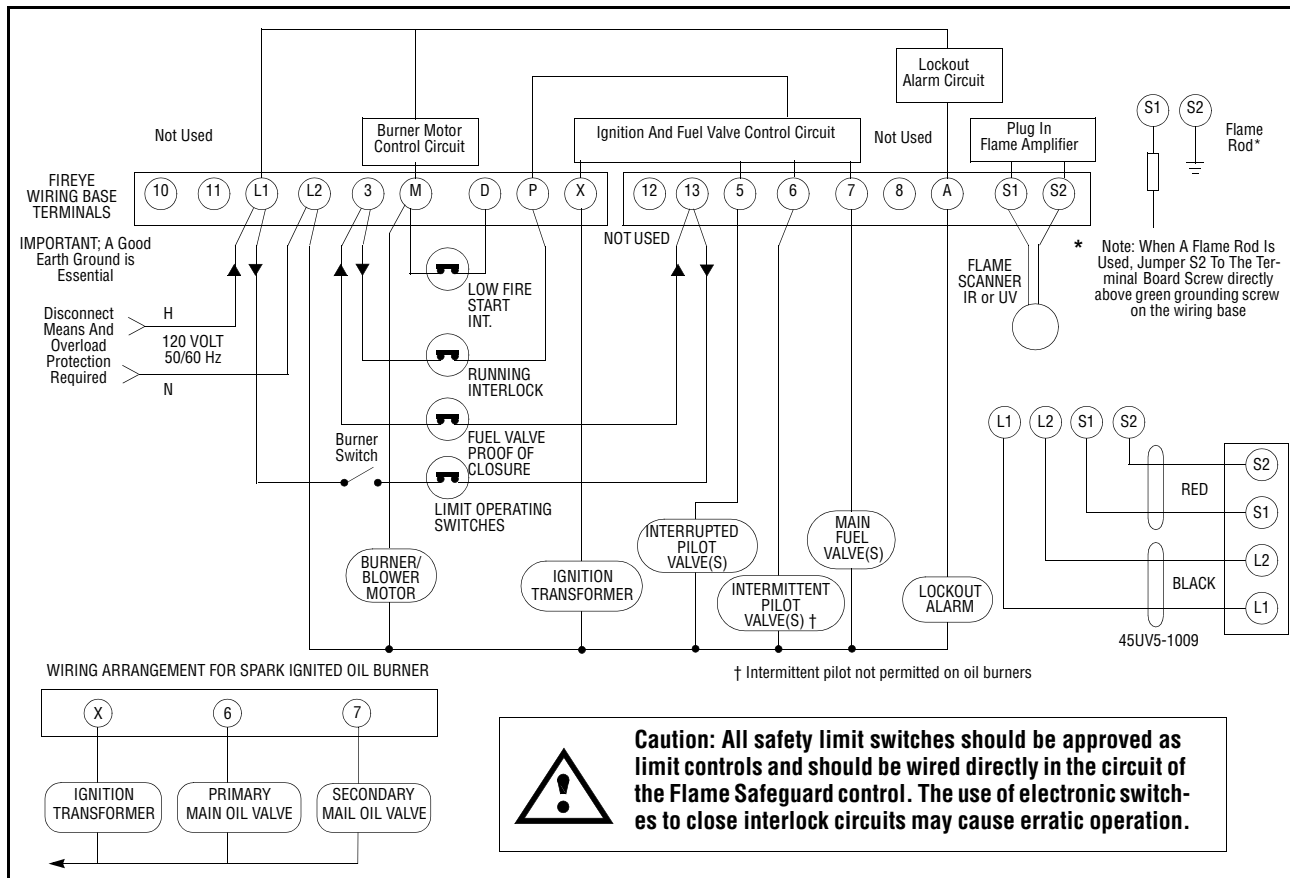 Lockout
Alarm Circuit
S1
S2
Flame
Rod*
Not Used
Burner Motor
Control Circuit
Ignition And Fuel Valve Control Circuit
Not Used
Plug In
Flame Amplifier
FIREYE
WIRING BASE
TERMINALS
10
11
L1
L2
3
M
D
P
X
12
13
5
6
7
8
A
S1
S2
NOT USED
IMPORTANT; A Good
Earth Ground is
Essential
* Note: When A Flame Rod Is
Used, Jumper S2 To The Ter-
minal Board Screw directly
above green grounding screw
on the wiring base
FLAME
SCANNER
IR or UV
LOW FIRE
START
INT.
Disconnect
Means And
Overload
Protection
Required
H
120 VOLT
50/60 Hz
N
RUNNING
INTERLOCK
FUEL VALVE
PROOF OF
CLOSURE
Burner
Switch
LIMIT OPERATING
SWITCHES
L1
L2
S1
S2
S2
RED
S1
L2
BLACK
L1
45UV5-1009
BURNER/
BLOWER
MOTOR
IGNITION
TRANSFORMER
INTERRUPTED
PILOT
VALVE(S)
INTERMITTENT
PILOT
VALVE(S) †
MAIN
FUEL
VALVE(S)
LOCKOUT
ALARM
† Intermittent pilot not permitted on oil burners
WIRING ARRANGEMENT FOR SPARK IGNITED OIL BURNER
X
6
7
IGNITION
TRANSFORMER
PRIMARY
MAIN OIL VALVE
SECONDARY
MAIL OIL VALVE
Caution: All safety limit switches should be approved as
limit controls and should be wired directly in the circuit of
the Flame Safeguard control. The use of electronic switch-
es to close interlock circuits may cause erratic operation.